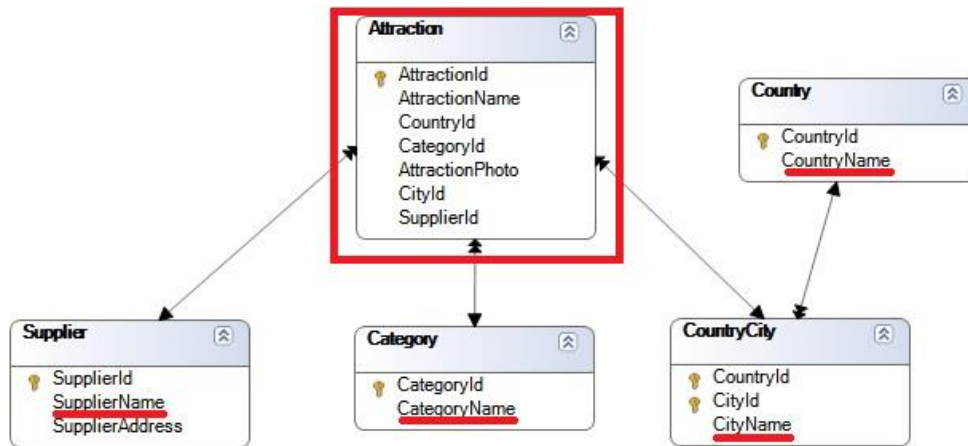 Attraction
AttractionId
AttractionName
CountryId
CategoryId
AttractionPhoto
CityId
SupplierId
Country
CountryId
CountryName
Supplier
SupplierId
SupplierName
SupplierAddress
Category
CategoryId
CategoryName
CountryCity
CountryId
CityId
CityName